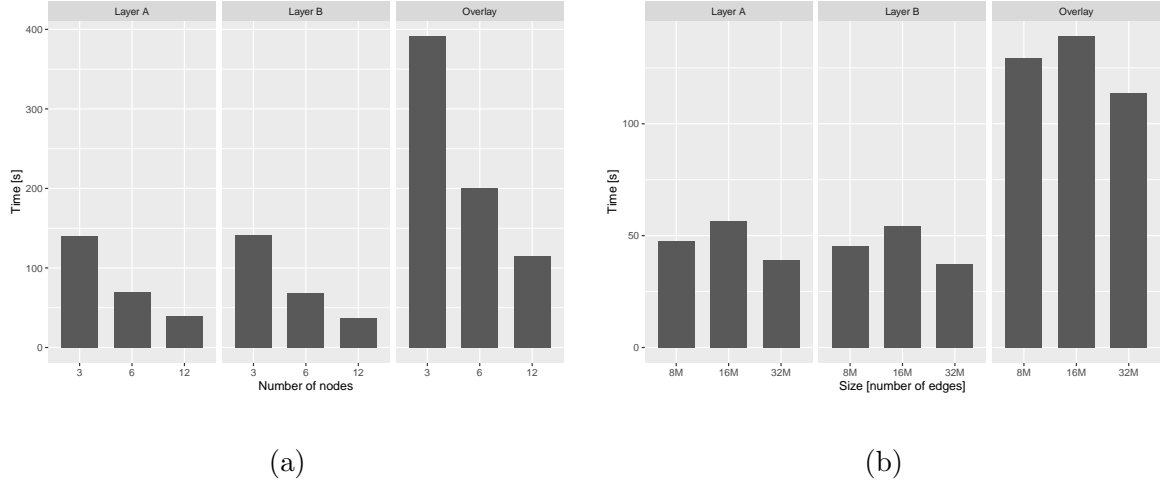 Layer A Layer B Overlay
400
300
200
100
0
Time [s]
3 6 12 3 6 12 3 6 12
Number of nodes
(a)
Layer A Layer B Overlay
100
50
0
Time [s]
8M 16M 32M 8M 16M 32M 8M 16M 32M
Size [number of edges]
(b)